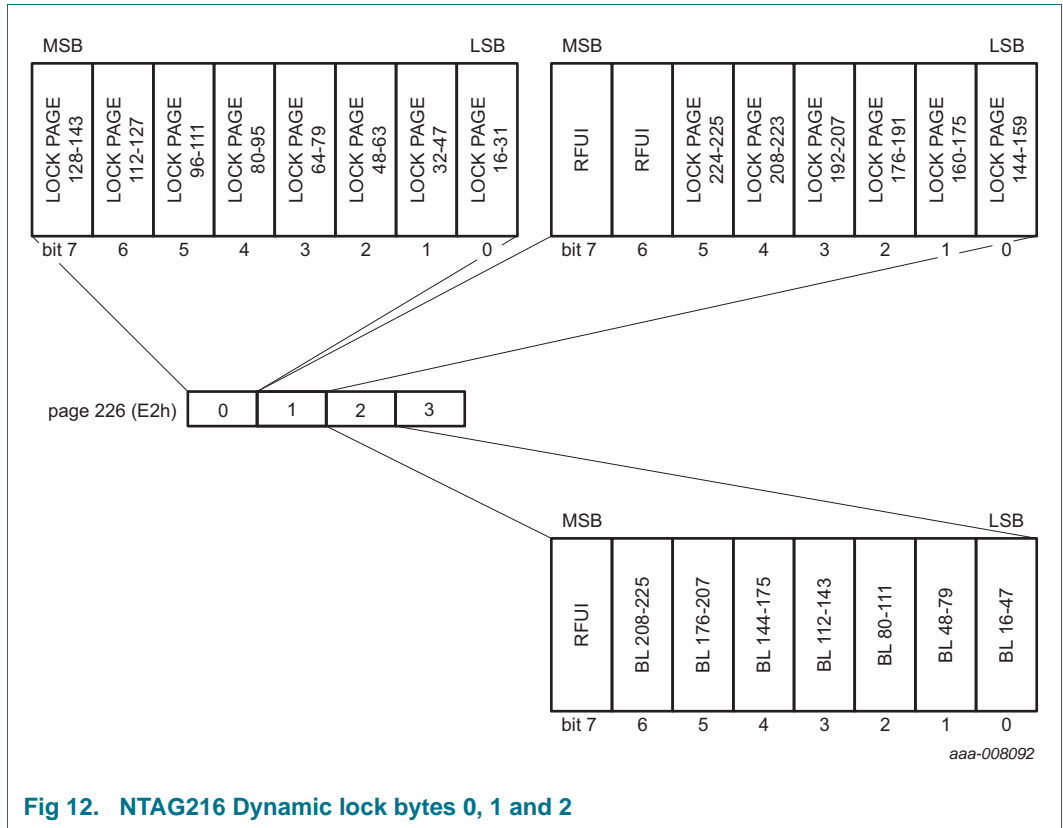 MSB LSB
LOCK PAGE 128-143
LOCK PAGE 112-127
LOCK PAGE 96-111
LOCK PAGE 80-95
LOCK PAGE 64-79
LOCK PAGE 48-63
LOCK PAGE 32-47
LOCK PAGE 16-31
bit 7 6 5 4 3 2 1 0
MSB LSB
RFUI
RFUI
LOCK PAGE 224-225
LOCK PAGE 208-223
LOCK PAGE 192-207
LOCK PAGE 176-191
LOCK PAGE 160-175
LOCK PAGE 144-159
bit 7 6 5 4 3 2 1 0
page 226 (E2h) 0 1 2 3
MSB LSB
RFUI
BL 208-225
BL 176-207
BL 144-175
BL 112-143
BL 80-111
BL 48-79
BL 16-47
bit 7 6 5 4 3 2 1 0
aaa-008092
Fig 12. NTAG216 Dynamic lock bytes 0, 1 and 2